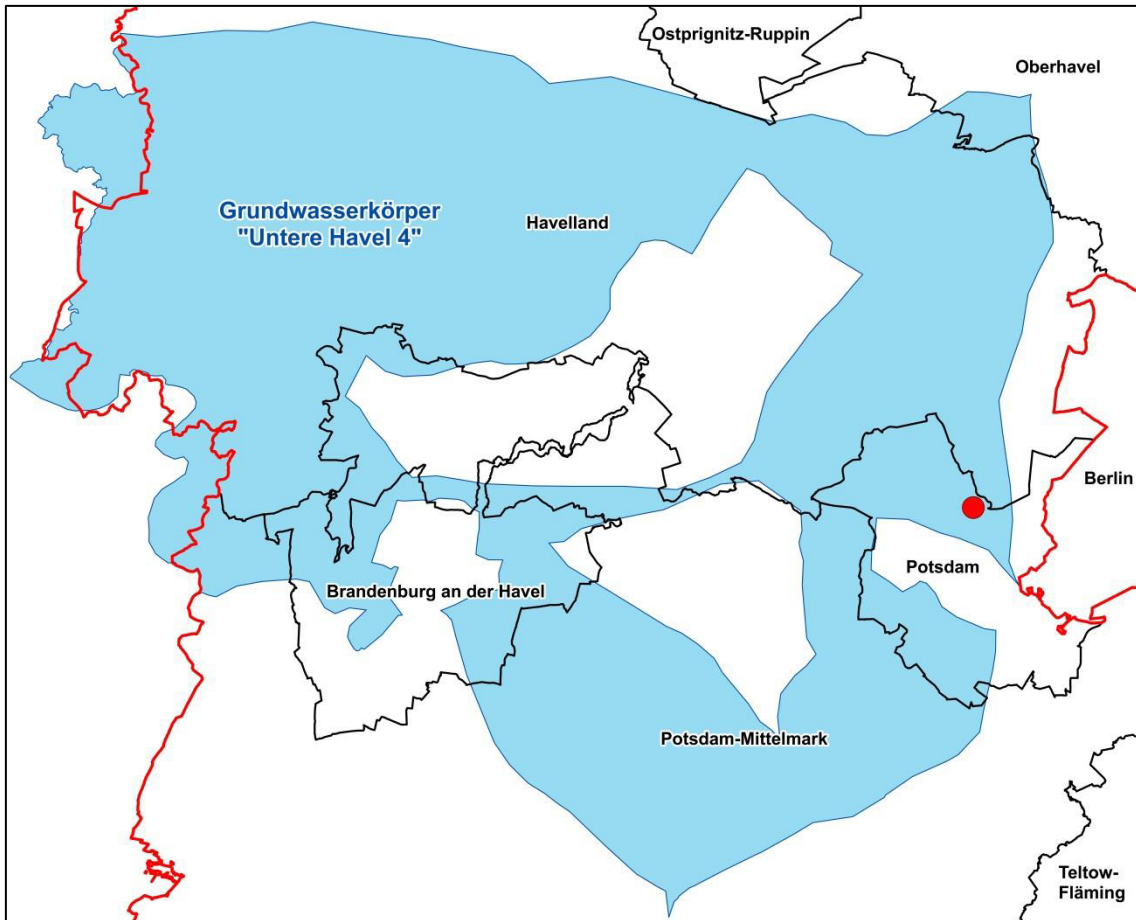 Ostprignitz-Ruppin
Oberhavel
Grundwasserkörper
"Untere Havel 4"
Havelland
Berlin
Potsdam
Brandenburg an der Havel
Potsdam-Mittelmark
Teltow-
Fläming